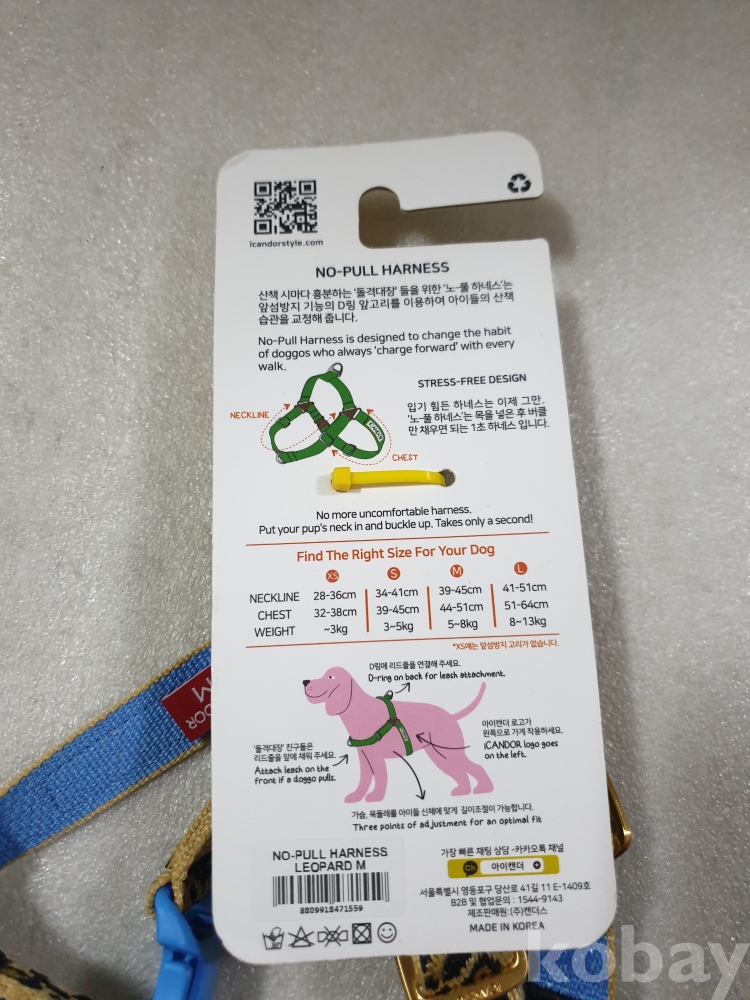 icandorstyle.com
NO-PULL HARNESS
산책 시마다 흥분하는 '돌격대장' 들을 위한 '노-풀 하네스'는
앞섬방지 기능의 D링 앞고리를 이용하여 아이들의 산책
습관을 교정해 줍니다.
No-Pull Harness is designed to change the habit
of doggos who always 'charge forward' with every
walk.
STRESS-FREE DESIGN
입기 힘든 하네스는 이제 그만.
'노-풀 하네스'는 목을 넣은 후 버클
만 채우면 되는 1초 하네스 입니다.
NECKLINE
CHEST
No more uncomfortable harness.
Put your pup's neck in and buckle up. Takes only a second!
Find The Right Size For Your Dog
XS S M L
NECKLINE 28-36cm 34-41cm 39-45cm 41-51cm
CHEST 32-38cm 39-45cm 44-51cm 51-64cm
WEIGHT ~3kg 3~5kg 5~8kg 8~13kg
*XS에는 앞섬방지 고리가 없습니다.
D링에 리드줄을 연결해 주세요.
D-ring on back for leash attachment.
아이캔더 로고가
왼쪽으로 가게 착용하세요.
iCANDOR logo goes
on the left.
'돌격대장' 친구들은
리드줄을 앞에 채워 주세요.
Attach leash on the
front if a doggo pulls.
가슴, 목둘레를 아이들 신체에 맞게 길이조절이 가능합니다.
Three points of adjustment for an optimal fit
NO-PULL HARNESS
LEOPARD M
8809915471559
가장 빠른 채팅 상담 -카카오톡 채널
Ch 아이캔더
서울특별시 영등포구 당산로 41길 11 E-1409호
B2B 및 협업문의 : 1544-9143
제조판매원:(주)캔더스
MADE IN KOREA
DOR
M
kobay